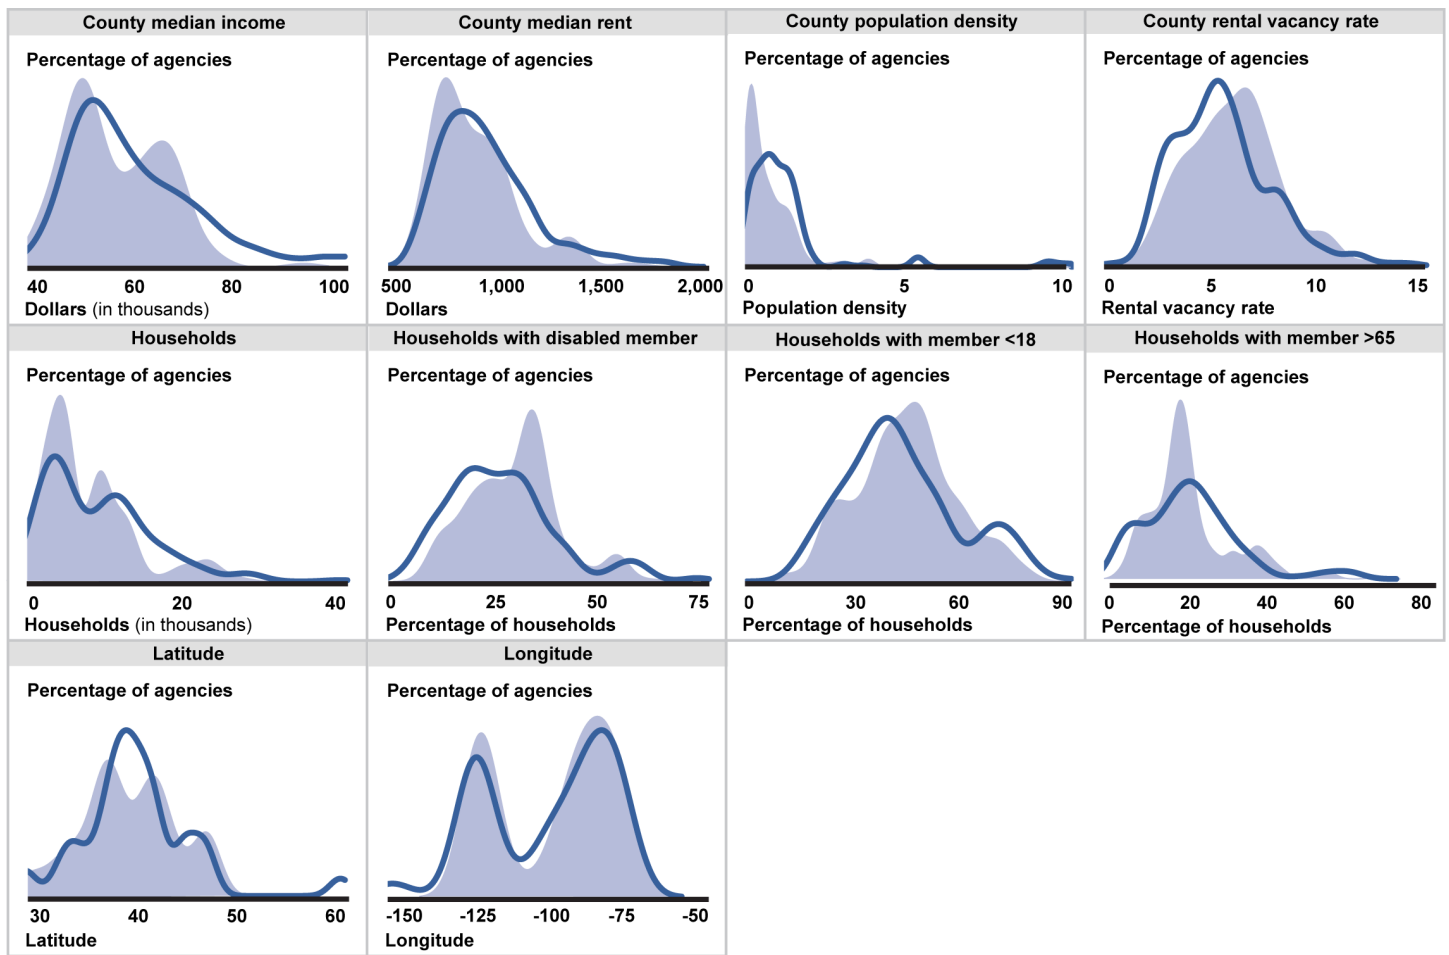 County median income
Percentage of agencies
40 60 80 100
Dollars (in thousands)
County median rent
Percentage of agencies
500 1,000 1,500 2,000
Dollars
County population density
Percentage of agencies
0 5 10
Population density
County rental vacancy rate
Percentage of agencies
0 5 10 15
Rental vacancy rate
Households
Percentage of agencies
0 20 40
Households (in thousands)
Households with disabled member
Percentage of agencies
0 25 50 75
Percentage of households
Households with member <18
Percentage of agencies
0 30 60 90
Percentage of households
Households with member >65
Percentage of agencies
0 20 40 60 80
Percentage of households
Latitude
Percentage of agencies
30 40 50 60
Latitude
Longitude
Percentage of agencies
-150 -125 -100 -75 -50
Longitude